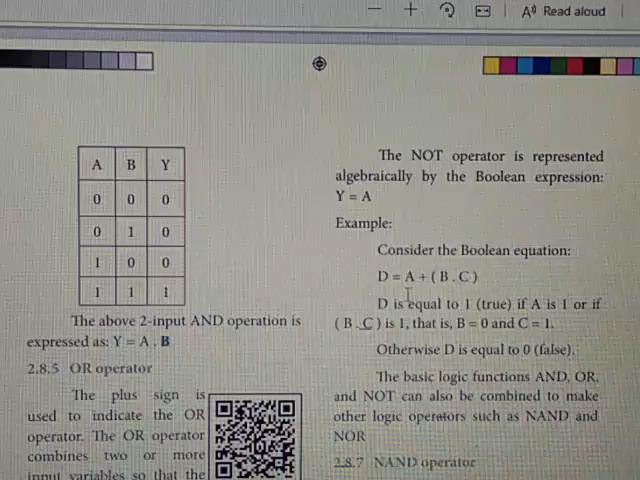 Read aloud
A B Y
0 0 0
0 1 0
1 0 0
1 1 1
The above 2-input AND operation is
expressed as: Y = A . B
2.8.5 OR operator
The plus sign is
used to indicate the OR
operator. The OR operator
combines two or more
input variables so that the
The NOT operator is represented
algebraically by the Boolean expression:
Y = A
Example:
Consider the Boolean equation:
D = A + ( B . C )
D is equal to 1 (true) if A is 1 or if
( B . C ) is 1, that is, B = 0 and C = 1.
Otherwise D is equal to 0 (false).
The basic logic functions AND, OR,
and NOT can also be combined to make
other logic operators such as NAND and
NOR
2.8.7 NAND operator